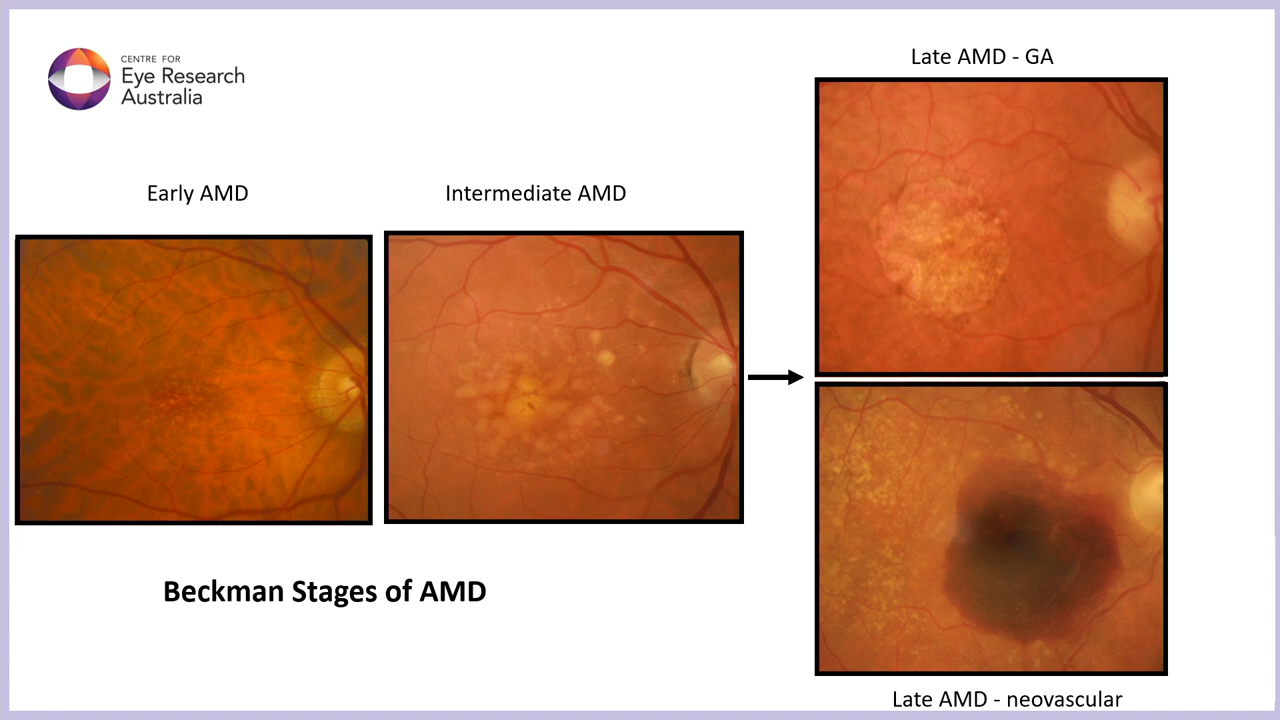 CENTRE FOR
Eye Research
Australia
Late AMD - GA
Early AMD
Intermediate AMD
Beckman Stages of AMD
Late AMD - neovascular